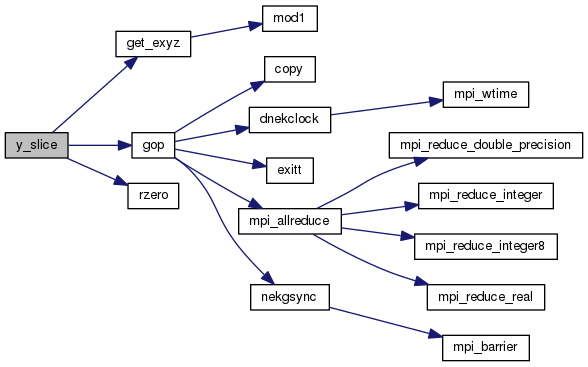 mod1
get_exyz
copy
mpi_wtime
dnekclock
y_slice
gop
mpi_reduce_double_precision
exitt
rzero
mpi_reduce_integer
mpi_allreduce
mpi_reduce_integer8
nekgsync
mpi_reduce_real
mpi_barrier